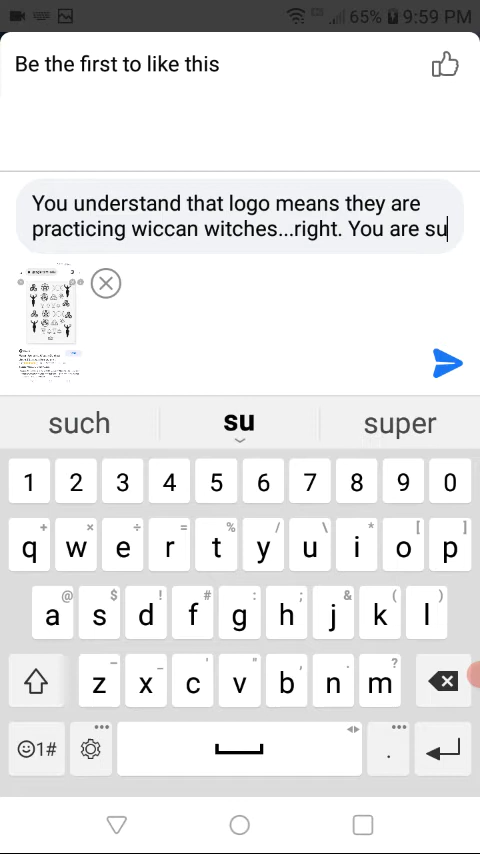 65% 9:59 PM
Be the first to like this
You understand that logo means they are
practicing wiccan witches...right. You are su
such su super
1 2 3 4 5 6 7 8 9 0
+ × ÷ = % / \ * [ ]
q w e r t y u i o p
@ $ ! # : ; & ( )
a s d f g h j k l
– _ ' " , . ?
z x c v b n m
1# .